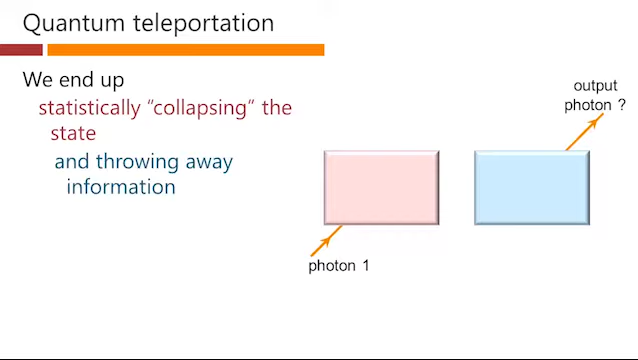 Quantum teleportation
We end up
statistically “collapsing“ the
state
and throwing away
information
output
photon ?
photon 1